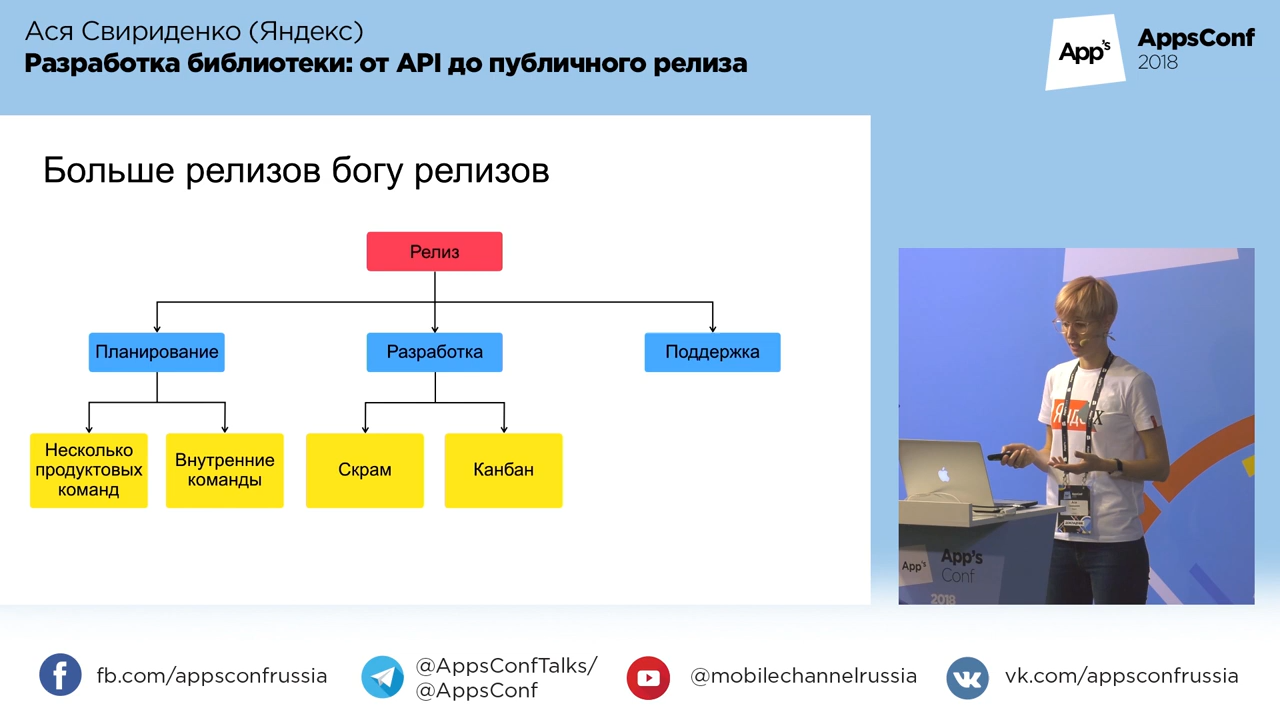 Ася Свириденко (Яндекс)
Разработка библиотеки: от API до публичного релиза
App's
AppsConf
2018
Больше релизов богу релизов
Релиз
Планирование
Разработка
Поддержка
Несколько
продуктовых
команд
Внутренние
команды
Скрам
Канбан
Яндекс
App's
App's
Conf
2018
fb.com/appsconfrussia
@AppsConfTalks/
@AppsConf
@mobilechannelrussia
vk.com/appsconfrussia